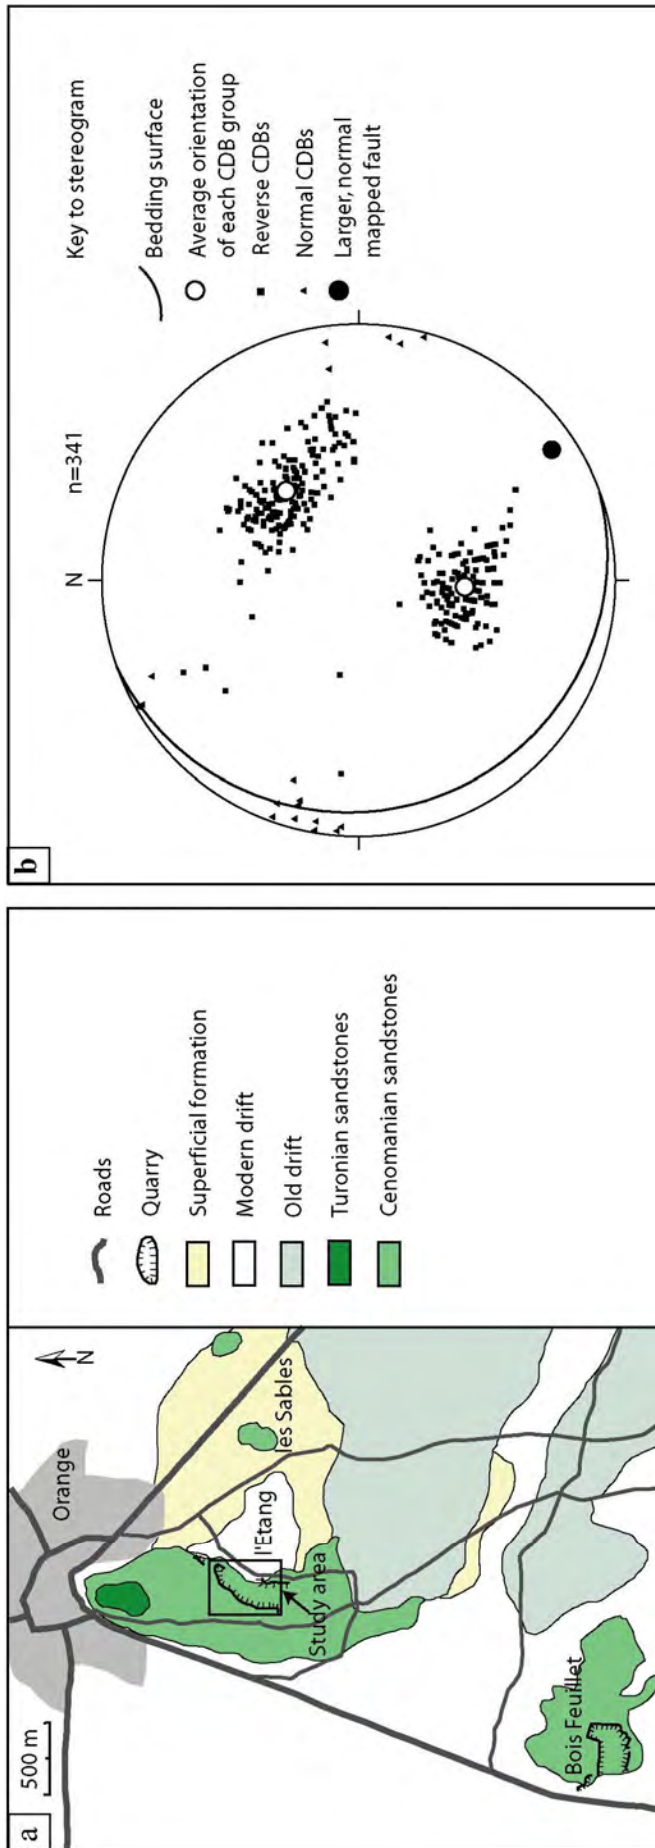 a
500 m
Orange
N
les Sables
l'Etang
Study area
Bois Feuillet
Roads
Quarry
Superficial formation
Modern drift
Old drift
Turonian sandstones
Cenomanian sandstones
b
N
n=341
Key to stereogram
Bedding surface
Average orientation
of each CDB group
Reverse CDBs
Normal CDBs
Larger, normal
mapped fault